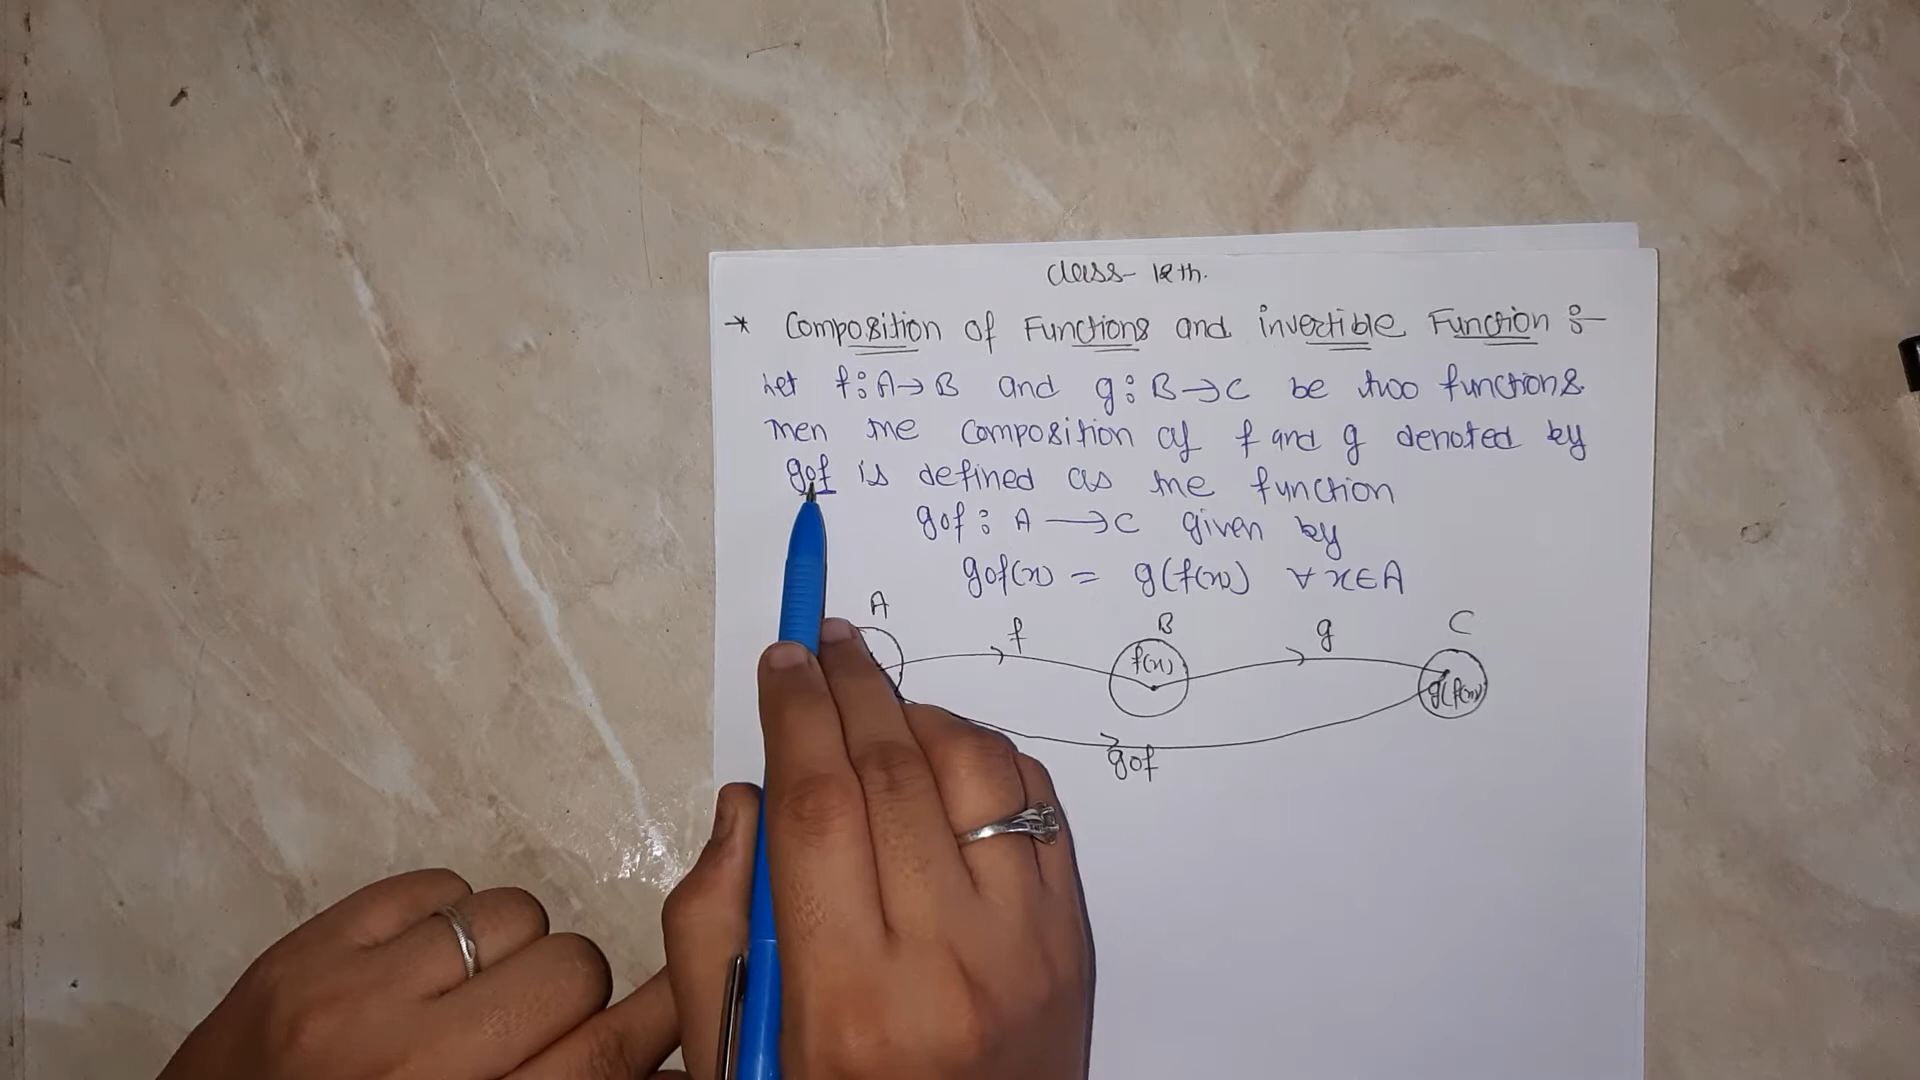 Class- 12th.
* Composition of Functions and invertible Function :-
Let f: A→B and g: B→C be two functions.
Then the composition of f and g denoted by
gof is defined as the function
gof : A → C given by
gof(x) = g(f(x)) ∀ x∈A
A f B g C
f(x) g(f(x))
gof